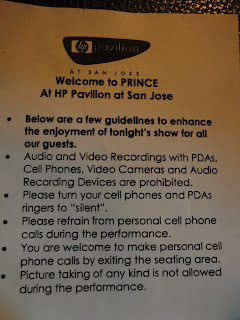 hp pavilion
AT SAN JOSE
Welcome to PRINCE
At HP Pavilion at San Jose
• Below are a few guidelines to enhance
the enjoyment of tonight's show for all
our guests.
• Audio and Video Recordings with PDAs,
Cell Phones, Video Cameras and Audio
Recording Devices are prohibited.
• Please turn your cell phones and PDAs
ringers to “silent”.
• Please refrain from personal cell phone
calls during the performance.
• You are welcome to make personal cell
phone calls by exiting the seating area.
• Picture taking of any kind is not allowed
during the performance.